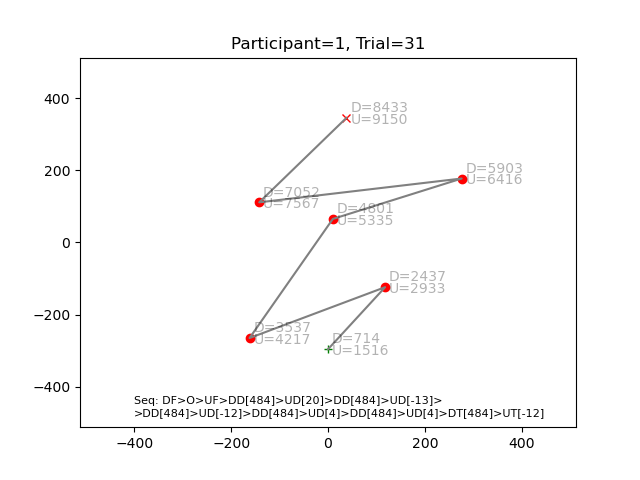 Participant=1, Trial=31
400
200
0
−200
−400
D=8433
U=9150
D=5903
U=6416
D=7052
U=7567
D=4801
U=5335
D=2437
U=2933
D=3537
U=4217
D=714
U=1516
Seq: DF>O>UF>DD[484]>UD[20]>DD[484]>UD[-13]>
>DD[484]>UD[-12]>DD[484]>UD[4]>DD[484]>UD[4]>DT[484]>UT[-12]
−400 −200 0 200 400